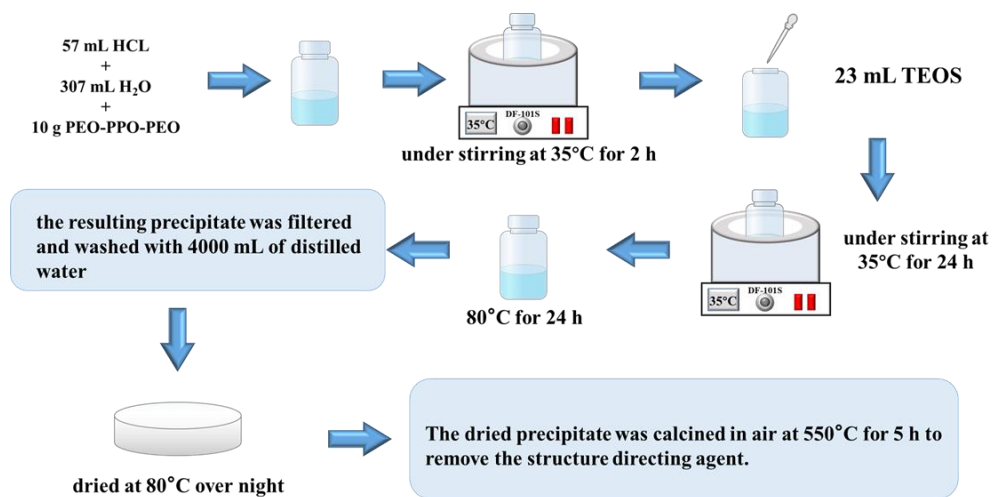 57 mL HCL
+
307 mL H₂O
+
10 g PEO-PPO-PEO
35°C
DF-101S
under stirring at 35°C for 2 h
23 mL TEOS
under stirring at
35°C for 24 h
35°C
DF-101S
80°C for 24 h
the resulting precipitate was filtered
and washed with 4000 mL of distilled
water
dried at 80°C over night
The dried precipitate was calcined in air at 550°C for 5 h to
remove the structure directing agent.